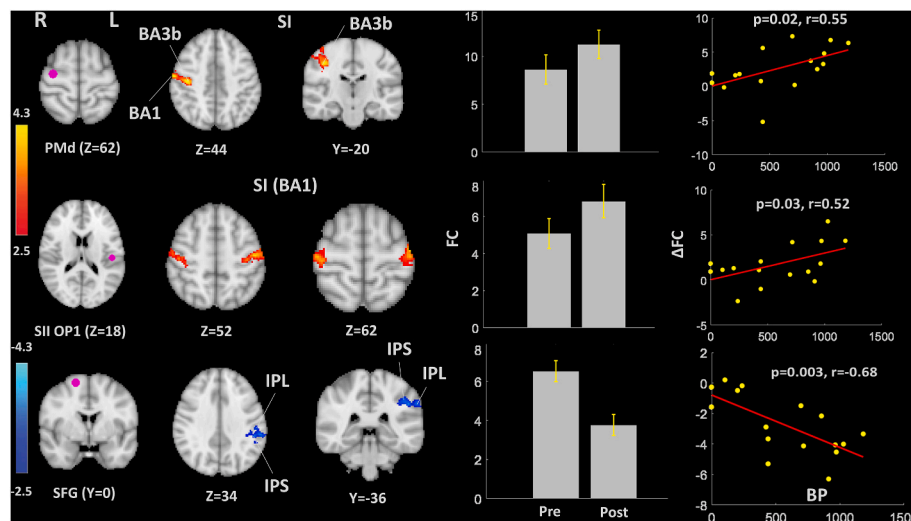 R
L
SI
BA3b
BA3b
BA1
4.3
2.5
PMd (Z=62)
Z=44
Y=-20
15
10
5
0
p=0.02, r=0.55
10
5
0
-5
-10
0
500
1000
1500
SI (BA1)
SII OP1 (Z=18)
Z=52
Z=62
FC
8
6
4
2
0
ΔFC
p=0.03, r=0.52
10
5
0
-5
0
500
1000
1500
-4.3
-2.5
IPL
IPS
IPS
IPL
SFG (Y=0)
Z=34
Y=-36
8
6
4
2
0
Pre
Post
p=0.003, r=-0.68
2
0
-2
-4
-6
-8
BP
0
500
1000
1500